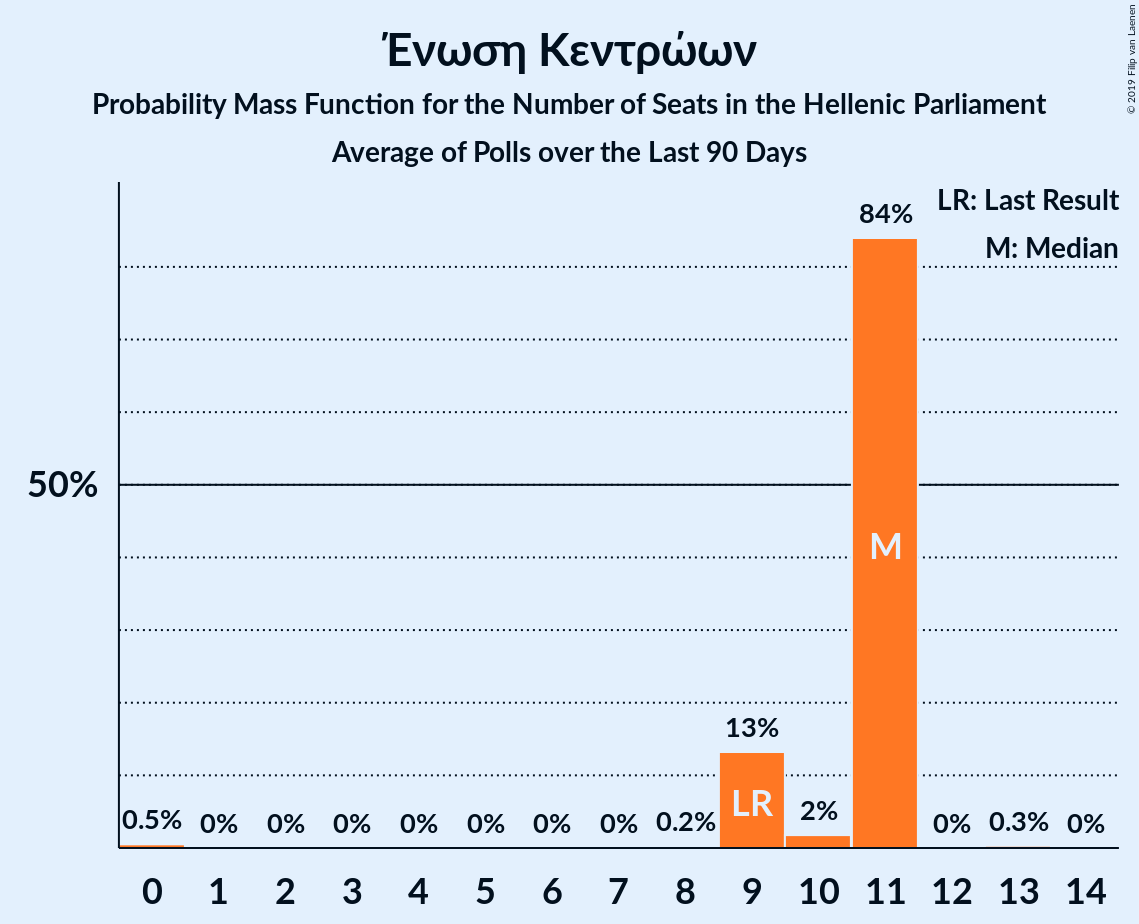 Ένωση Κεντρώων
Probability Mass Function for the Number of Seats in the Hellenic Parliament
Average of Polls over the Last 90 Days
© 2019 Filip van Laenen
LR: Last Result
M: Median
84%
50%
M
13%
LR
0.5% 0% 0% 0% 0% 0% 0% 0% 0.2% 2% 0% 0.3% 0%
0 1 2 3 4 5 6 7 8 9 10 11 12 13 14